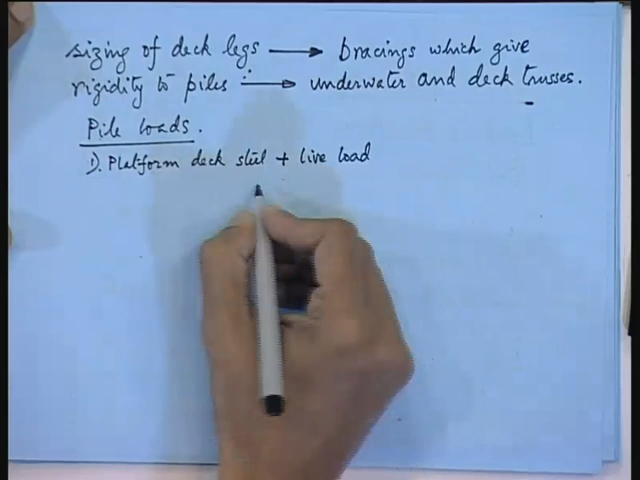 sizing of deck legs → bracings which give
rigidity to piles → underwater and deck trusses.
Pile loads.
1). Platform deck steel + live load